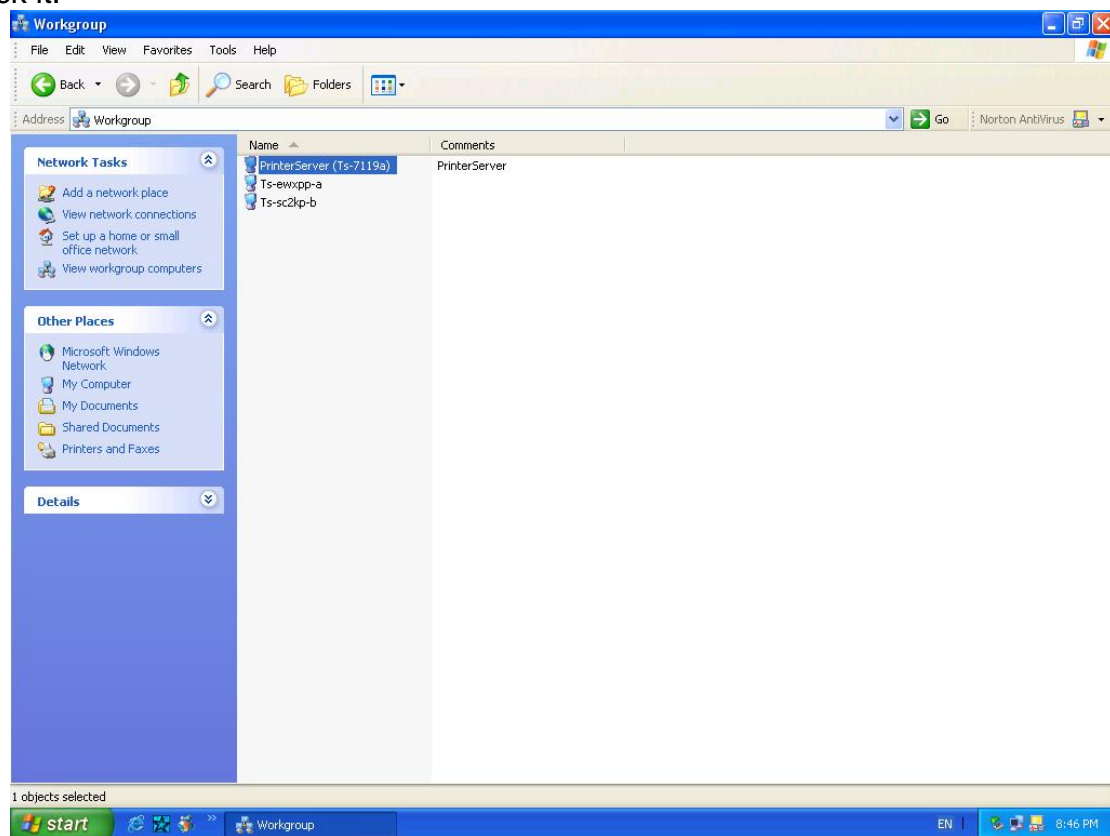 Workgroup
File Edit View Favorites Tools Help
Back Search Folders
Address Workgroup Go Norton AntiVirus
Name Comments
Network Tasks
Add a network place
View network connections
Set up a home or small
office network
View workgroup computers
Other Places
Microsoft Windows
Network
My Computer
My Documents
Shared Documents
Printers and Faxes
Details
PrinterServer (Ts-7119a) PrinterServer
Ts-ewxpp-a
Ts-sc2kp-b
1 objects selected
start Workgroup EN 8:46 PM